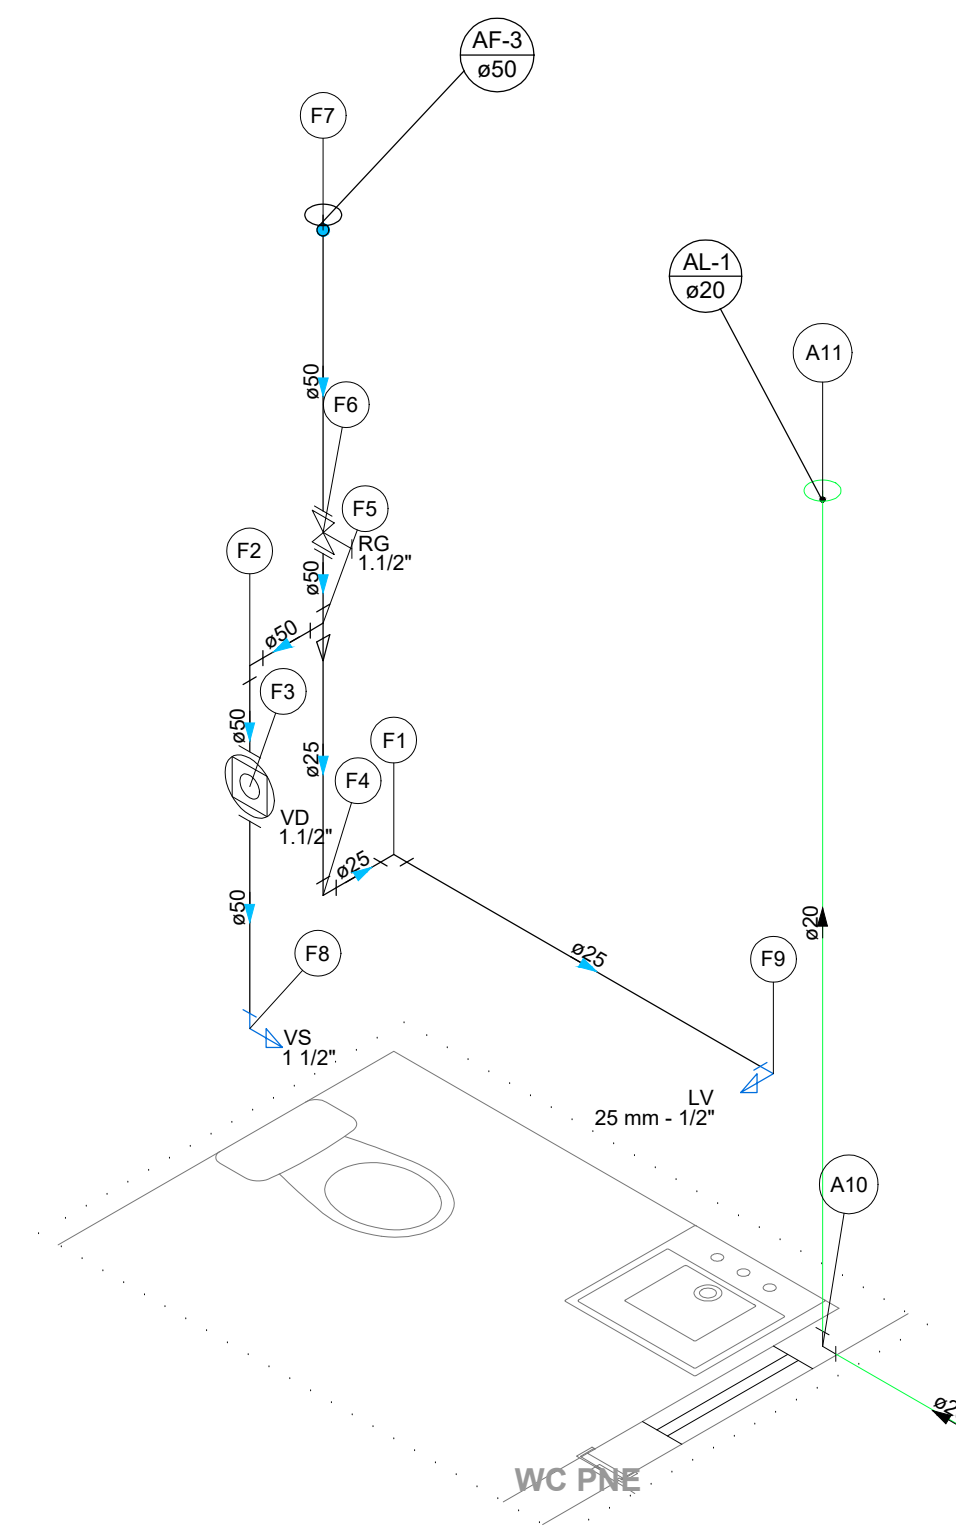 AF-3
ø50
F7
AL-1
ø20
A11
ø50
F6
F5
RG
1.1/2"
F2
ø50
ø50
F3
ø50
VD
1.1/2"
ø25
F1
F4
ø25
ø50
F8
VS
1 1/2"
ø25
F9
ø20
LV
25 mm - 1/2"
A10
WC PNE